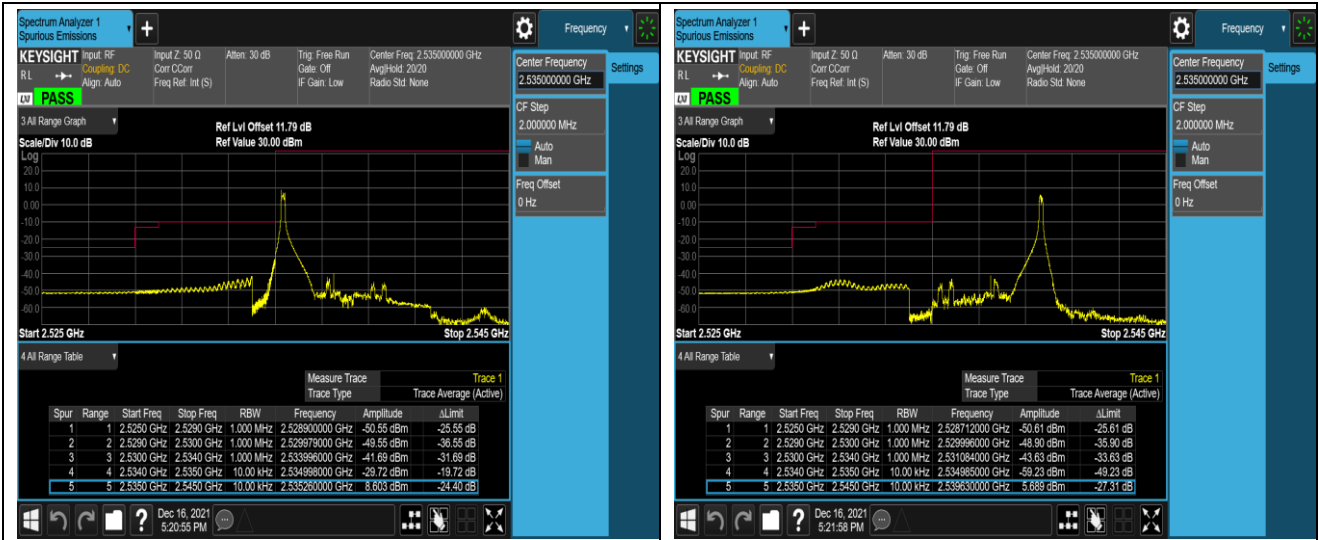 Spectrum Analyzer 1
Spurious Emissions
Frequency
KEYSIGHT Input: RF Input Z: 50 Ω Atten: 30 dB Trig: Free Run Center Freq: 2.535000000 GHz
RL Coupling: DC Corr CCorr Gate: Off Avg|Hold: 20/20
Align: Auto Freq Ref: Int (S) IF Gain: Low Radio Std: None
PASS
Center Frequency
2.535000000 GHz
Settings
CF Step
2.000000 MHz
Auto
Man
Freq Offset
0 Hz
3 All Range Graph
Ref Lvl Offset 11.79 dB
Scale/Div 10.0 dB Ref Value 30.00 dBm
Log
20.0
10.0
0.00
-10.0
-20.0
-30.0
-40.0
-50.0
-60.0
Start 2.525 GHz Stop 2.545 GHz
4 All Range Table
Measure Trace Trace 1
Trace Type Trace Average (Active)
Spur Range Start Freq Stop Freq RBW Frequency Amplitude ΔLimit
1 1 2.5250 GHz 2.5290 GHz 1.000 MHz 2.528900000 GHz -50.55 dBm -25.55 dB
2 2 2.5290 GHz 2.5300 GHz 1.000 MHz 2.529979000 GHz -49.55 dBm -36.55 dB
3 3 2.5300 GHz 2.5340 GHz 1.000 MHz 2.533996000 GHz -41.69 dBm -31.69 dB
4 4 2.5340 GHz 2.5350 GHz 10.00 kHz 2.534998000 GHz -29.72 dBm -19.72 dB
5 5 2.5350 GHz 2.5450 GHz 10.00 kHz 2.535260000 GHz 8.603 dBm -24.40 dB
?
Dec 16, 2021
5:20:55 PM
Spectrum Analyzer 1
Spurious Emissions
Frequency
KEYSIGHT Input: RF Input Z: 50 Ω Atten: 30 dB Trig: Free Run Center Freq: 2.535000000 GHz
RL Coupling: DC Corr CCorr Gate: Off Avg|Hold: 20/20
Align: Auto Freq Ref: Int (S) IF Gain: Low Radio Std: None
PASS
Center Frequency
2.535000000 GHz
Settings
CF Step
2.000000 MHz
Auto
Man
Freq Offset
0 Hz
3 All Range Graph
Ref Lvl Offset 11.79 dB
Scale/Div 10.0 dB Ref Value 30.00 dBm
Log
20.0
10.0
0.00
-10.0
-20.0
-30.0
-40.0
-50.0
-60.0
Start 2.525 GHz Stop 2.545 GHz
4 All Range Table
Measure Trace Trace 1
Trace Type Trace Average (Active)
Spur Range Start Freq Stop Freq RBW Frequency Amplitude ΔLimit
1 1 2.5250 GHz 2.5290 GHz 1.000 MHz 2.528712000 GHz -50.61 dBm -25.61 dB
2 2 2.5290 GHz 2.5300 GHz 1.000 MHz 2.529996000 GHz -48.90 dBm -35.90 dB
3 3 2.5300 GHz 2.5340 GHz 1.000 MHz 2.531084000 GHz -43.63 dBm -33.63 dB
4 4 2.5340 GHz 2.5350 GHz 10.00 kHz 2.534985000 GHz -59.23 dBm -49.23 dB
5 5 2.5350 GHz 2.5450 GHz 10.00 kHz 2.539630000 GHz 5.689 dBm -27.31 dB
?
Dec 16, 2021
5:21:58 PM